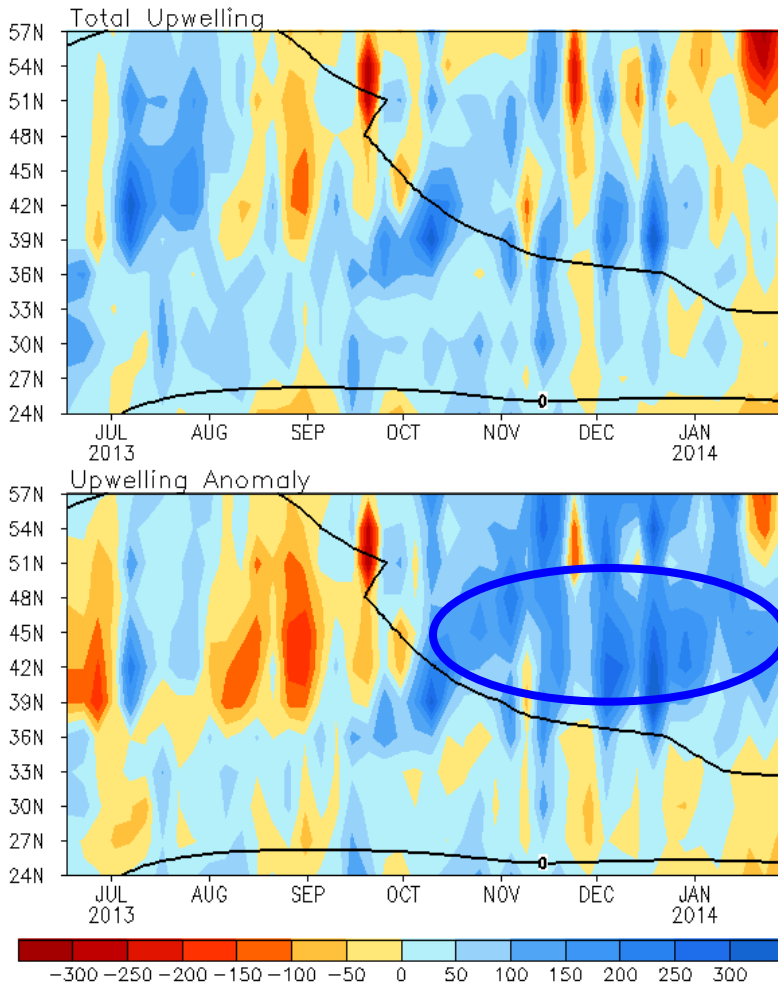 Total Upwelling
57N
54N
51N
48N
45N
42N
39N
36N
33N
30N
27N
24N
0
JUL AUG SEP OCT NOV DEC JAN
2013 2014
Upwelling Anomaly
57N
54N
51N
48N
45N
42N
39N
36N
33N
30N
27N
24N
0
JUL AUG SEP OCT NOV DEC JAN
2013 2014
-300 -250 -200 -150 -100 -50 0 50 100 150 200 250 300